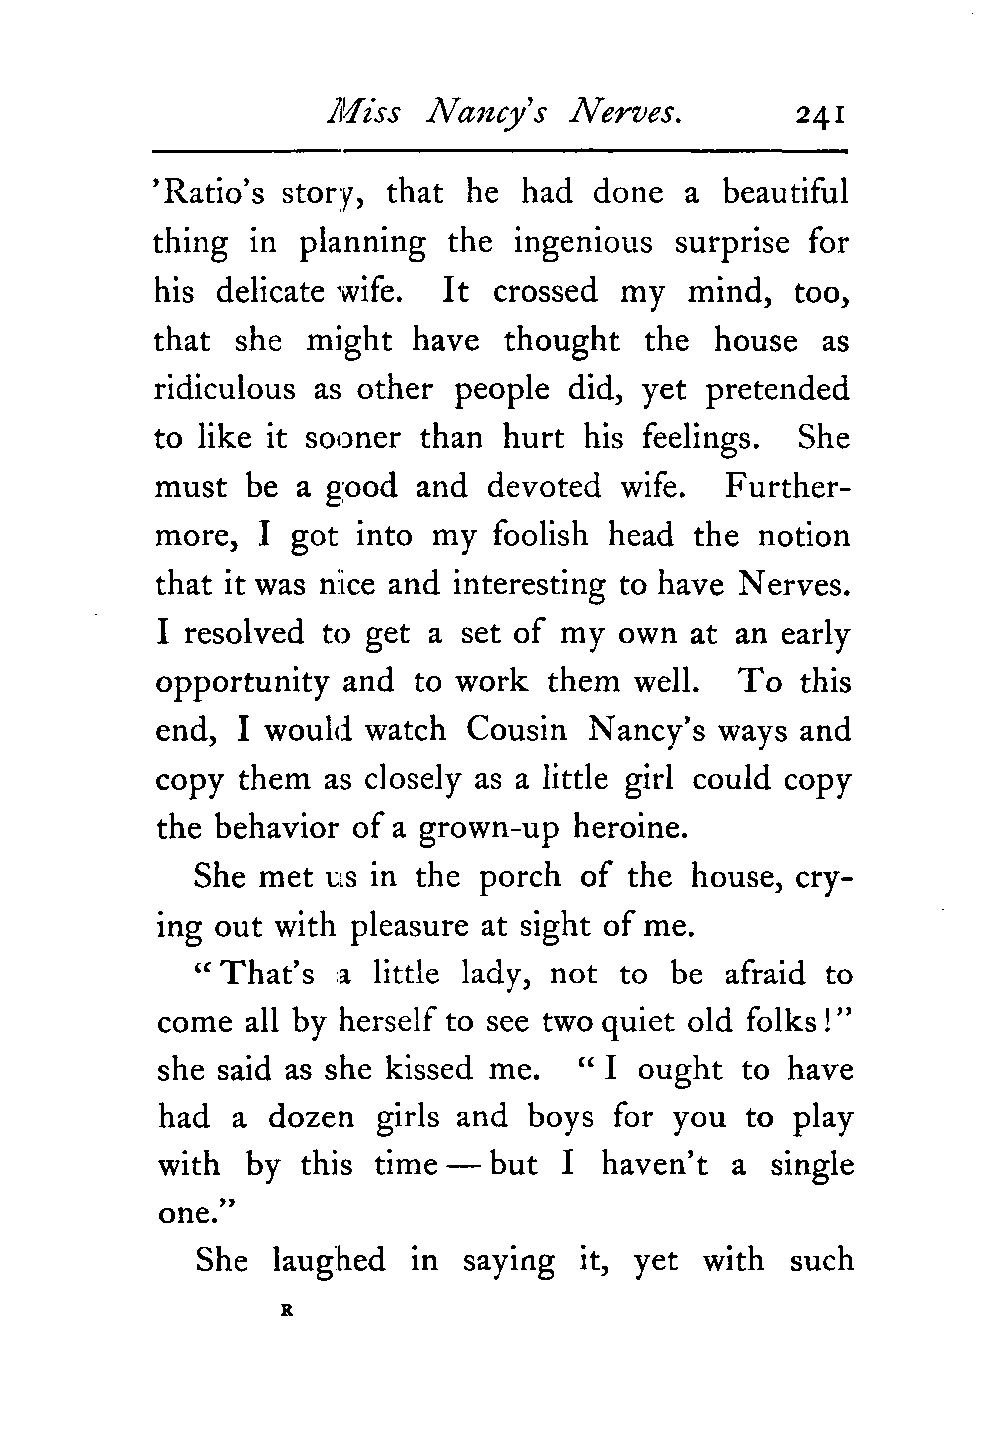 Miss Nancy's Nerves. 241
'Ratio's story, that he had done a beautiful
thing in planning the ingenious surprise for
his delicate wife. It crossed my mind, too,
that she might have thought the house as
ridiculous as other people did, yet pretended
to like it sooner than hurt his feelings. She
must be a good and devoted wife. Further-
more, I got into my foolish head the notion
that it was nice and interesting to have Nerves.
I resolved to get a set of my own at an early
opportunity and to work them well. To this
end, I would watch Cousin Nancy's ways and
copy them as closely as a little girl could copy
the behavior of a grown-up heroine.
She met us in the porch of the house, cry-
ing out with pleasure at sight of me.
"That's a little lady, not to be afraid to
come all by herself to see two quiet old folks!"
she said as she kissed me. "I ought to have
had a dozen girls and boys for you to play
with by this time — but I haven't a single
one."
She laughed in saying it, yet with such
R